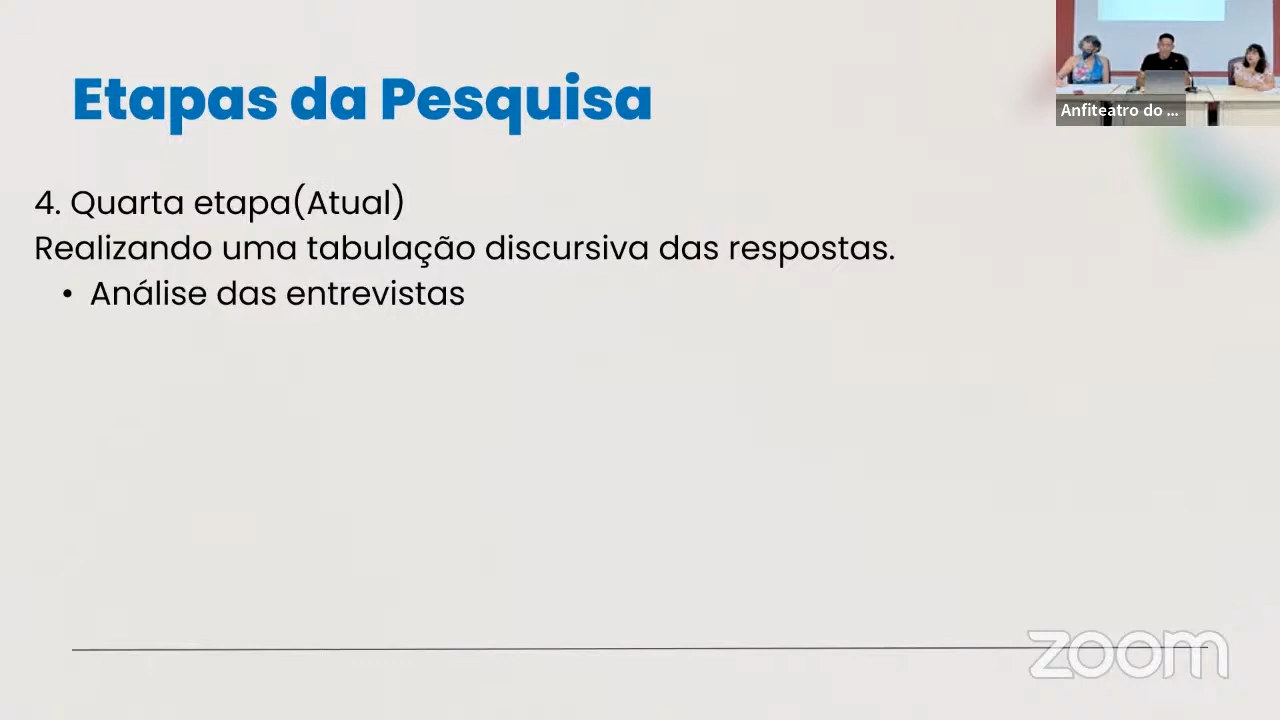 Etapas da Pesquisa
Anfiteatro do ...
4. Quarta etapa(Atual)
Realizando uma tabulação discursiva das respostas.
• Análise das entrevistas
zoom